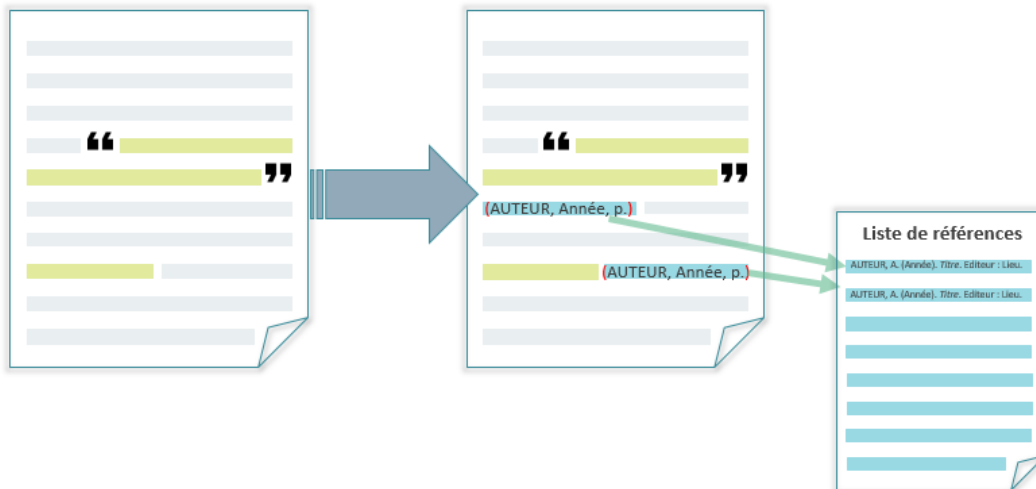 “
”
“
”
(AUTEUR, Année, p.)
(AUTEUR, Année, p.)
Liste de références
AUTEUR, A. (Année). Titre. Editeur : Lieu.
AUTEUR, A. (Année). Titre. Editeur : Lieu.